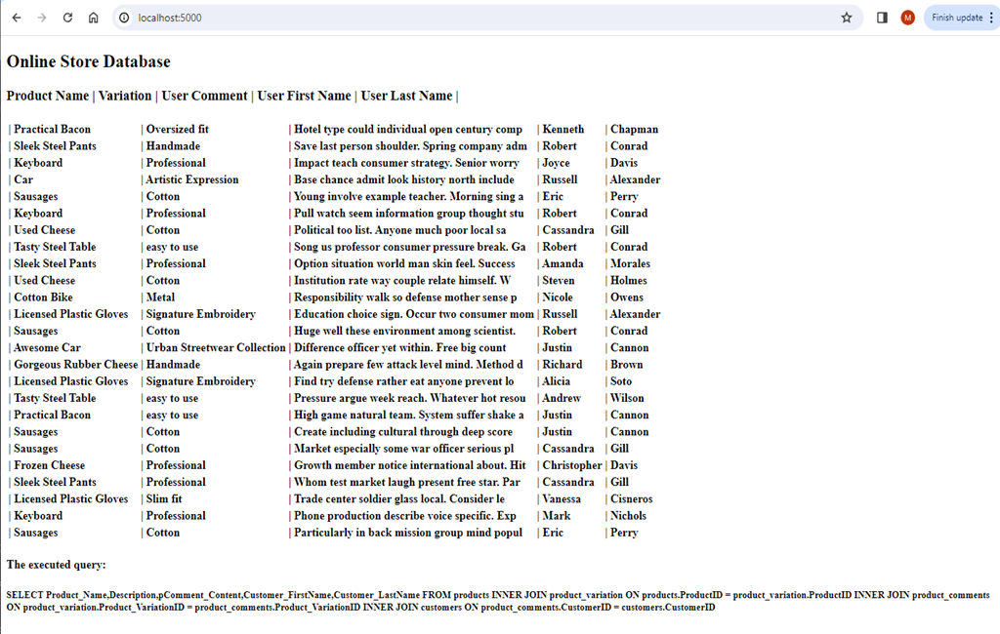 localhost:5000
M
Finish update
Online Store Database
Product Name | Variation | User Comment | User First Name | User Last Name |
| Practical Bacon | Oversized fit | Hotel type could individual open century comp | Kenneth | Chapman
| Sleek Steel Pants | Handmade | Save last person shoulder. Spring company adm | Robert | Conrad
| Keyboard | Professional | Impact teach consumer strategy. Senior worry | Joyce | Davis
| Car | Artistic Expression | Base chance admit look history north include | Russell | Alexander
| Sausages | Cotton | Young involve example teacher. Morning sing a | Eric | Perry
| Keyboard | Professional | Pull watch seem information group thought stu | Robert | Conrad
| Used Cheese | Cotton | Political too list. Anyone much poor local sa | Cassandra | Gill
| Tasty Steel Table | easy to use | Song us professor consumer pressure break. Ga | Robert | Conrad
| Sleek Steel Pants | Professional | Option situation world man skin feel. Success | Amanda | Morales
| Used Cheese | Cotton | Institution rate way couple relate himself. W | Steven | Holmes
| Cotton Bike | Metal | Responsibility walk so defense mother sense p | Nicole | Owens
| Licensed Plastic Gloves | Signature Embroidery | Education choice sign. Occur two consumer mom | Russell | Alexander
| Sausages | Cotton | Huge well these environment among scientist. | Robert | Conrad
| Awesome Car | Urban Streetwear Collection | Difference officer yet within. Free big count | Justin | Cannon
| Gorgeous Rubber Cheese | Handmade | Again prepare few attack level mind. Method d | Richard | Brown
| Licensed Plastic Gloves | Signature Embroidery | Find try defense rather eat anyone prevent lo | Alicia | Soto
| Tasty Steel Table | easy to use | Pressure argue week reach. Whatever hot resou | Andrew | Wilson
| Practical Bacon | easy to use | High game natural team. System suffer shake a | Justin | Cannon
| Sausages | Cotton | Create including cultural through deep score | Justin | Cannon
| Sausages | Cotton | Market especially some war officer serious pl | Cassandra | Gill
| Frozen Cheese | Professional | Growth member notice international about. Hit | Christopher | Davis
| Sleek Steel Pants | Professional | Whom test market laugh present free star. Par | Cassandra | Gill
| Licensed Plastic Gloves | Slim fit | Trade center soldier glass local. Consider le | Vanessa | Cisneros
| Keyboard | Professional | Phone production describe voice specific. Exp | Mark | Nichols
| Sausages | Cotton | Particularly in back mission group mind popul | Eric | Perry
The executed query:
SELECT Product_Name,Description,pComment_Content,Customer_FirstName,Customer_LastName FROM products INNER JOIN product_variation ON products.ProductID = product_variation.ProductID INNER JOIN product_comments
ON product_variation.Product_VariationID = product_comments.Product_VariationID INNER JOIN customers ON product_comments.CustomerID = customers.CustomerID